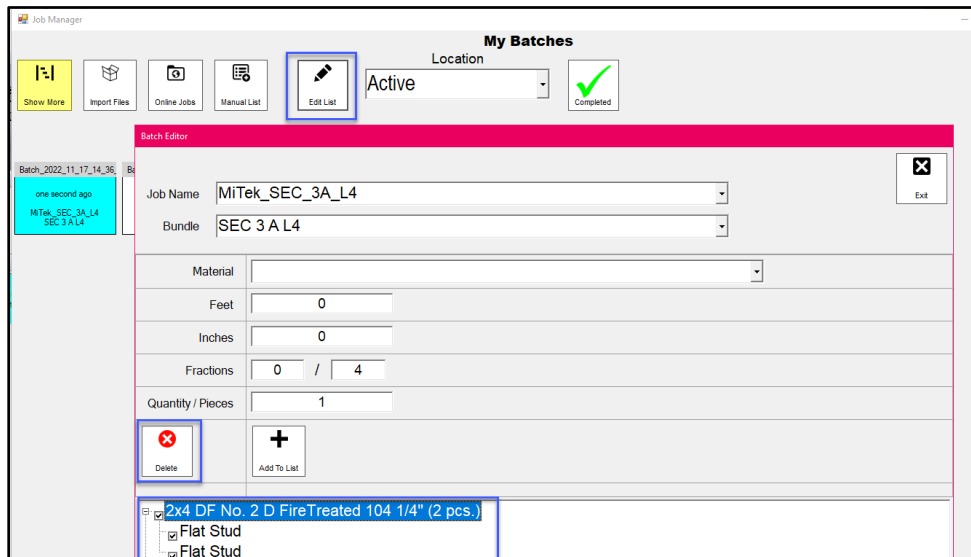 Job Manager
My Batches
Location
Show More
Import Files
Online Jobs
Manual List
Edit List
Active
Completed
Batch Editor
Batch_2022_11_17_14_36_
Ba
one second ago
MiTek_SEC_3A_L4
SEC 3 A L4
Job Name MiTek_SEC_3A_L4
Exit
Bundle SEC 3 A L4
Material
Feet 0
Inches 0
Fractions 0 / 4
Quantity / Pieces 1
Delete
Add To List
2x4 DF No. 2 D FireTreated 104 1/4" (2 pcs.)
Flat Stud
Flat Stud